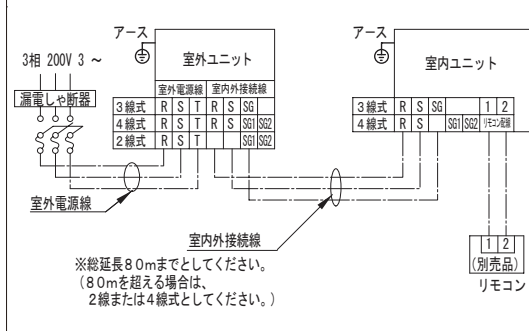 アース
3相 200V 3 ~
漏電しゃ断器
室外ユニット
室外電源線 室内外接続線
3線式 R S T R S SG
4線式 R S T R S SG1 SG2
2線式 R S T SG1 SG2
室外電源線
室内外接続線
※総延長80mまでとしてください。
(80mを超える場合は、
2線または4線式としてください。)
アース
室内ユニット
3線式 R S SG 1 2
4線式 R S SG1 SG2 リモコン配線
1 2
(別売品)
リモコン